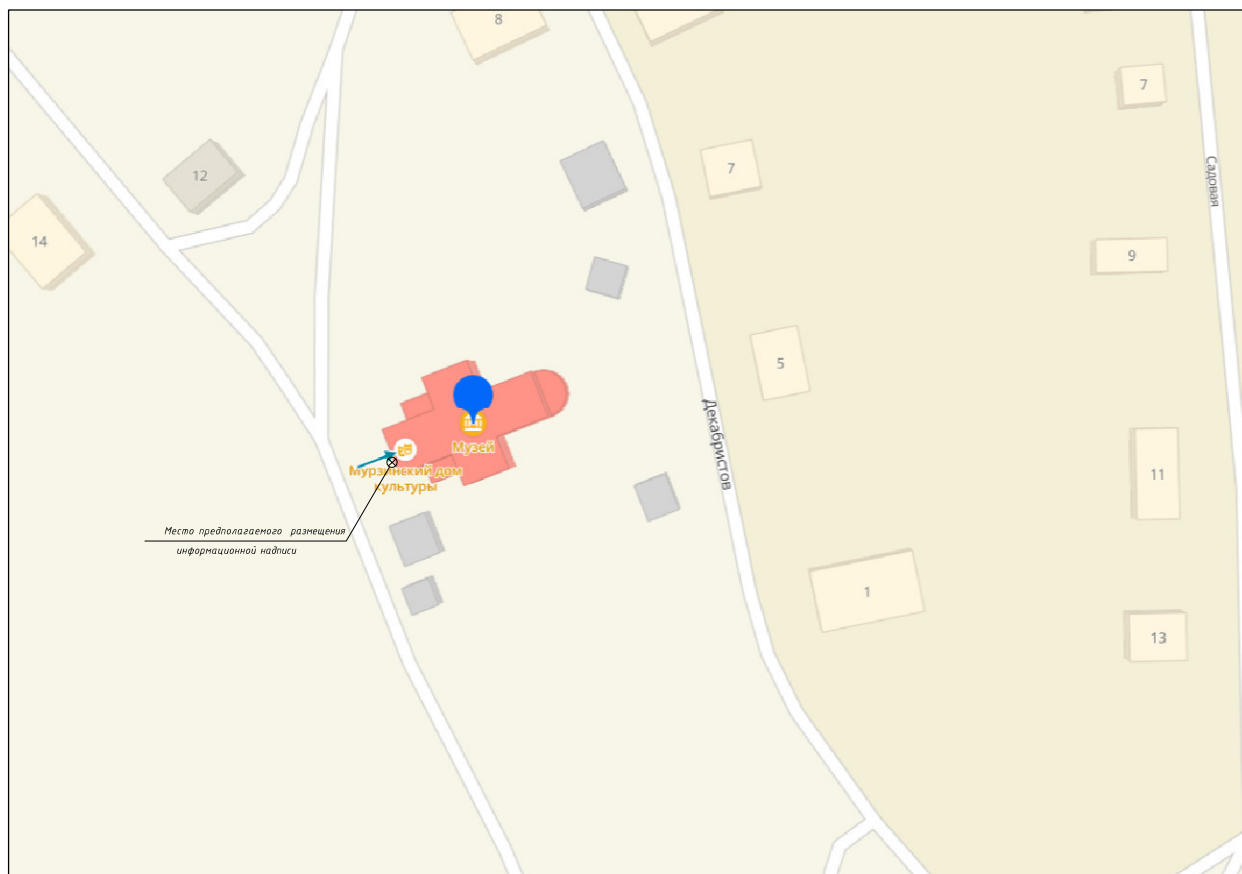 8
7
Садовая
7
12
14
9
5
Декабристов
Музей
Мурзинский дом
культуры
11
Место предполагаемого размещения
информационной надписи
1
13